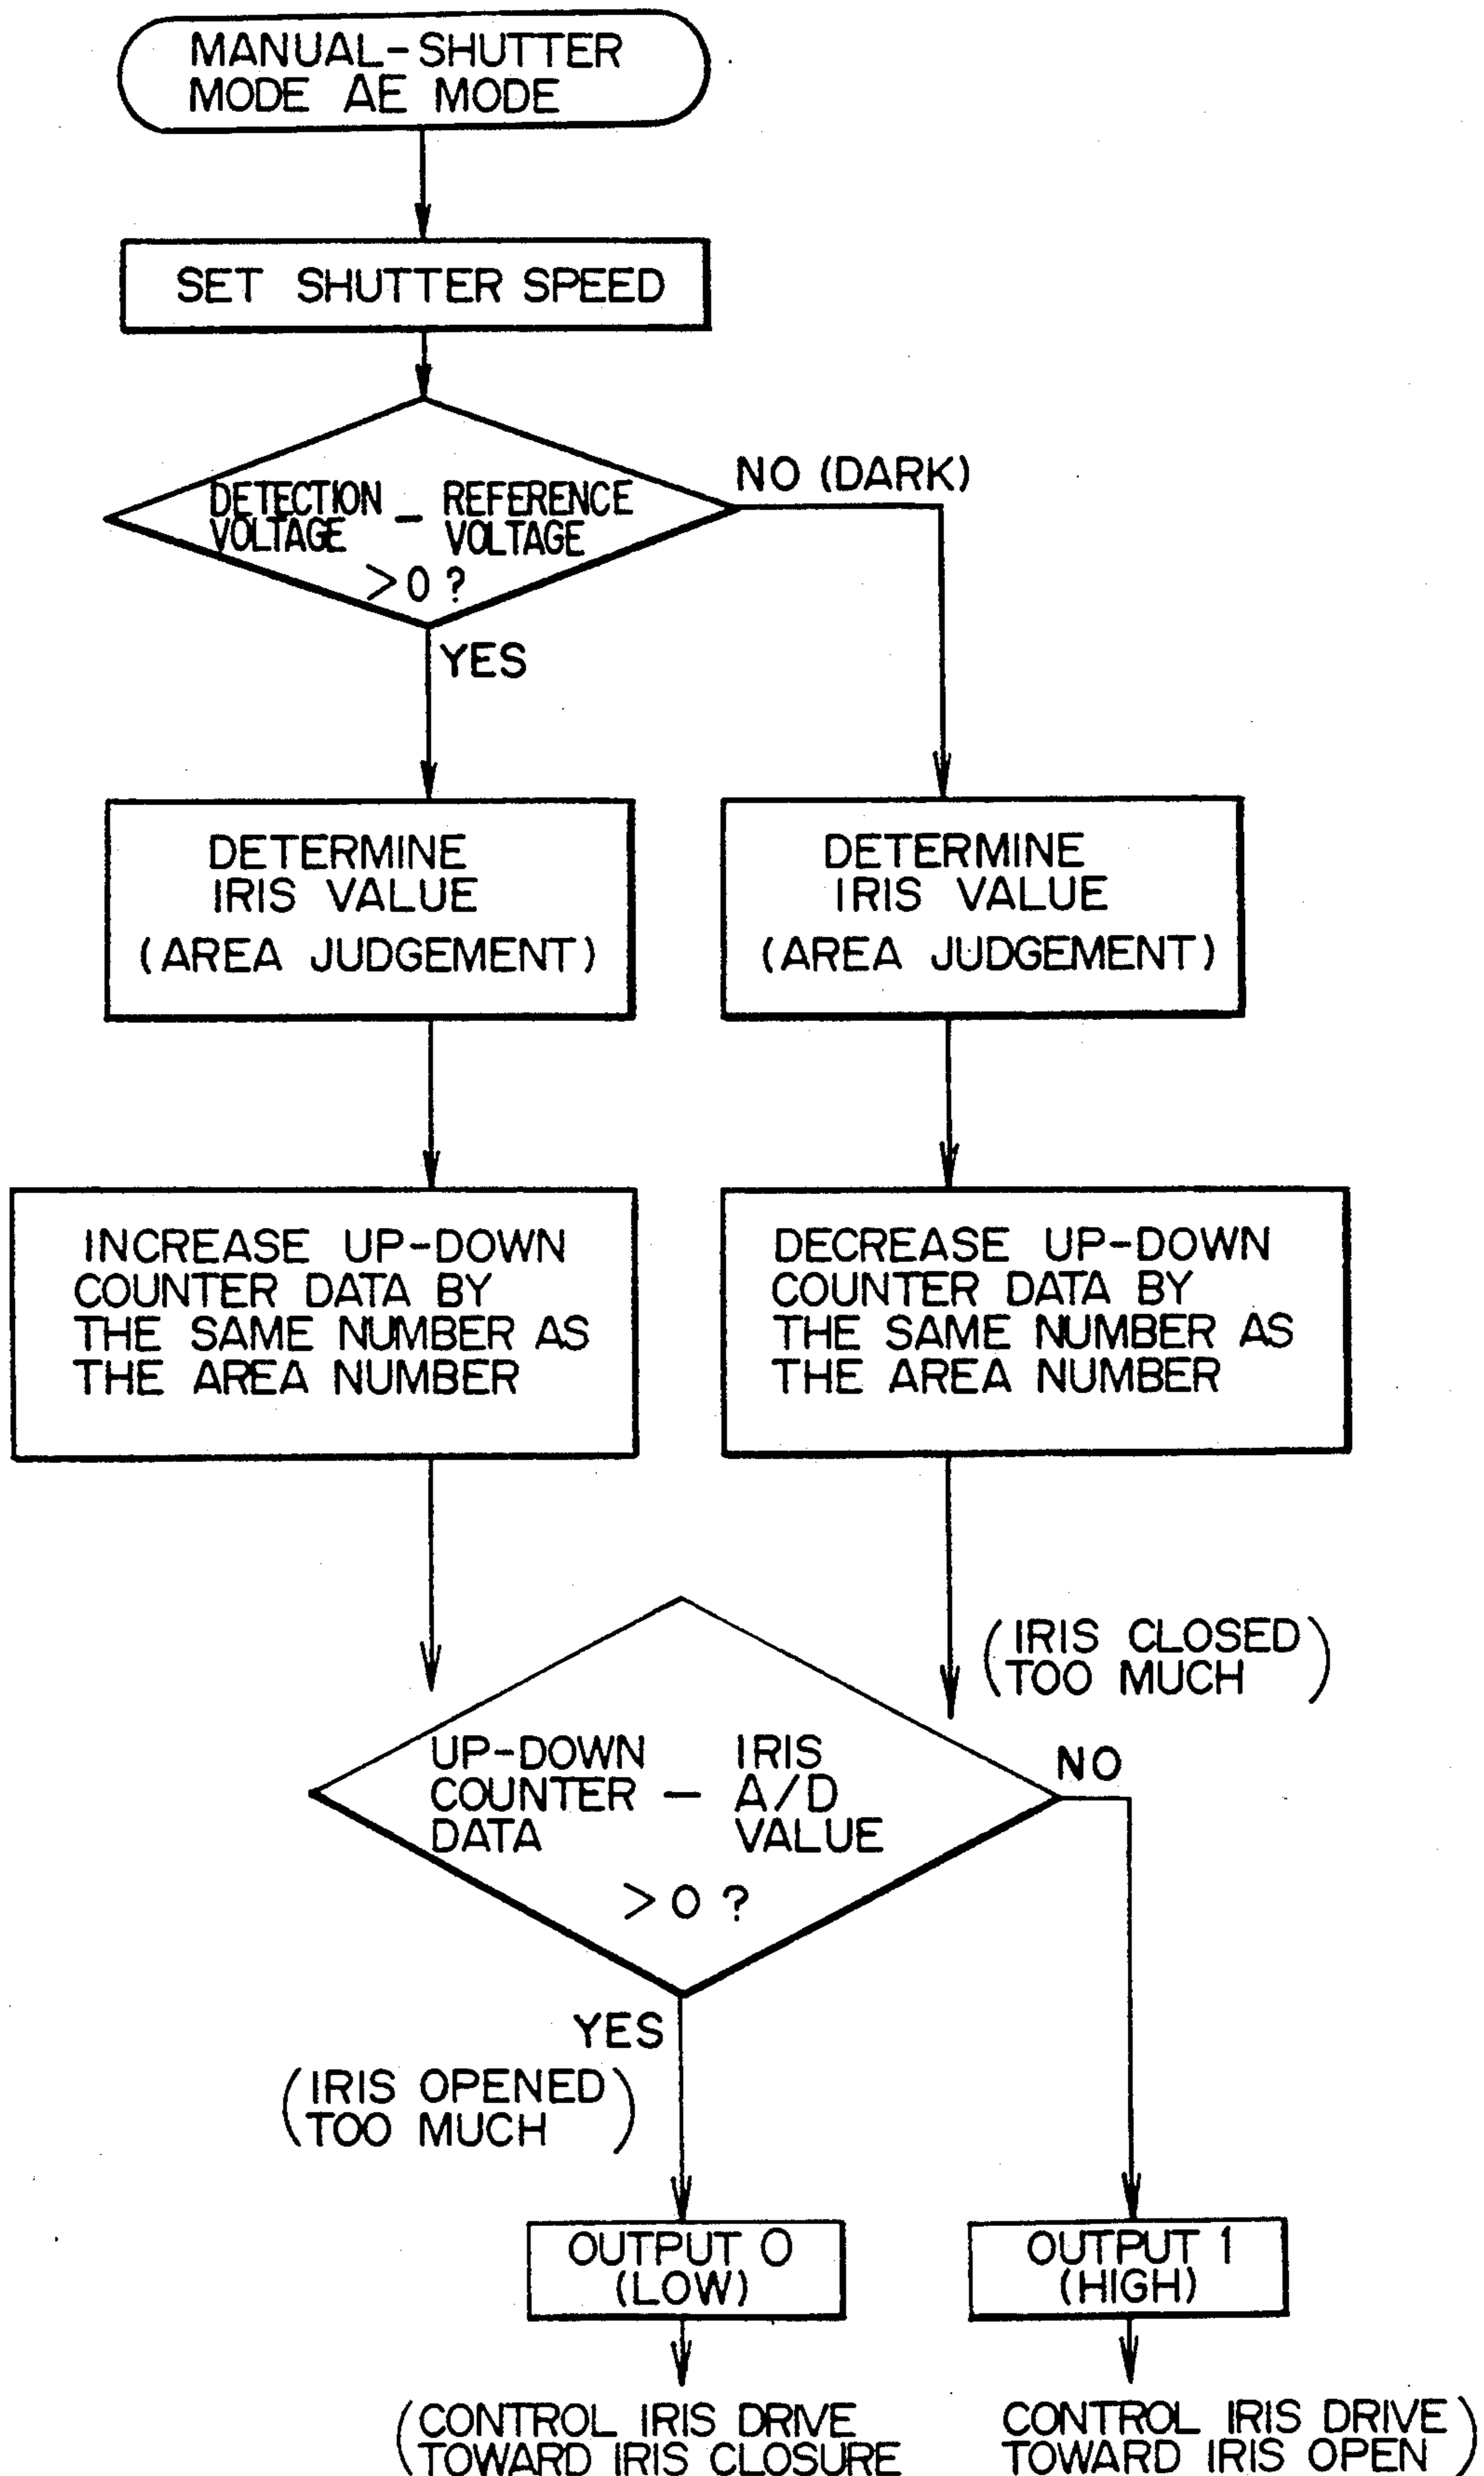 MANUAL-SHUTTER
MODE AE MODE
SET SHUTTER SPEED
DETECTION VOLTAGE – REFERENCE VOLTAGE
>0?
NO (DARK)
YES
DETERMINE
IRIS VALUE
(AREA JUDGEMENT)
DETERMINE
IRIS VALUE
(AREA JUDGEMENT)
INCREASE UP-DOWN
COUNTER DATA BY
THE SAME NUMBER AS
THE AREA NUMBER
DECREASE UP-DOWN
COUNTER DATA BY
THE SAME NUMBER AS
THE AREA NUMBER
(IRIS CLOSED
TOO MUCH)
NO
UP-DOWN COUNTER DATA – IRIS A/D VALUE
>0?
YES
(IRIS OPENED
TOO MUCH)
OUTPUT 0
(LOW)
OUTPUT 1
(HIGH)
(CONTROL IRIS DRIVE
TOWARD IRIS CLOSURE
CONTROL IRIS DRIVE
TOWARD IRIS OPEN)